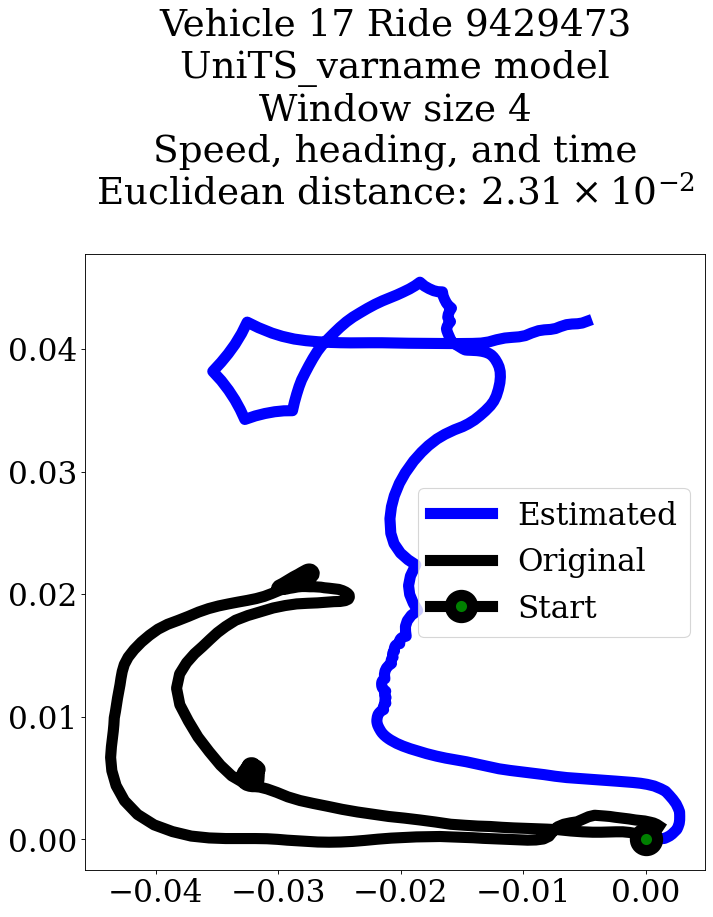 Vehicle 17 Ride 9429473
UniTS_varname model
Window size 4
Speed, heading, and time
Euclidean distance: 2.31 × 10⁻²
0.04
0.03
0.02
0.01
0.00
Estimated
Original
Start
−0.04 −0.03 −0.02 −0.01 0.00